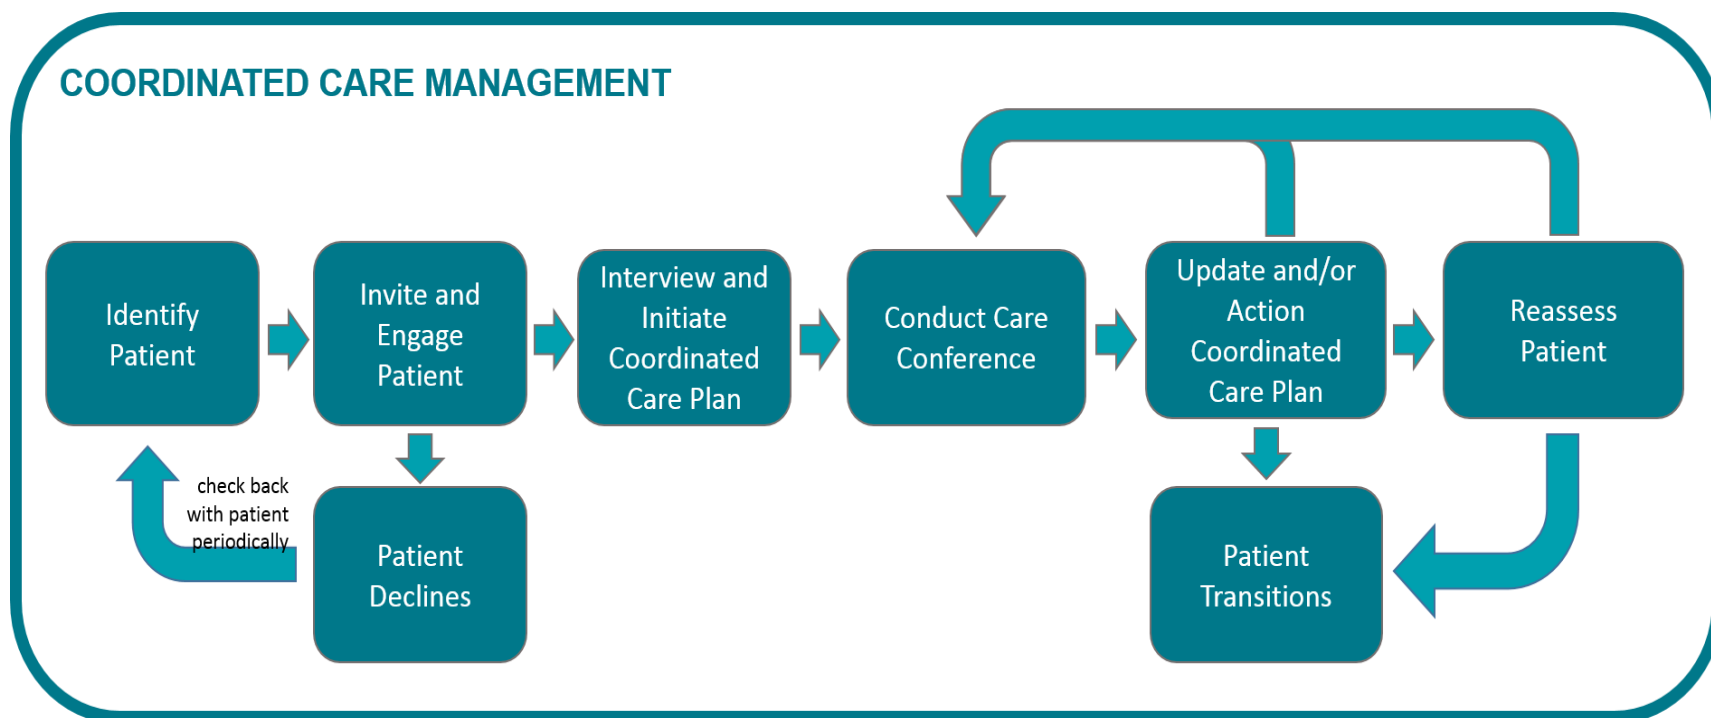 COORDINATED CARE MANAGEMENT
Identify
Patient
Invite and
Engage
Patient
Interview and
Initiate
Coordinated
Care Plan
Conduct Care
Conference
Update and/or
Action
Coordinated
Care Plan
Reassess
Patient
check back
with patient
periodically
Patient
Declines
Patient
Transitions